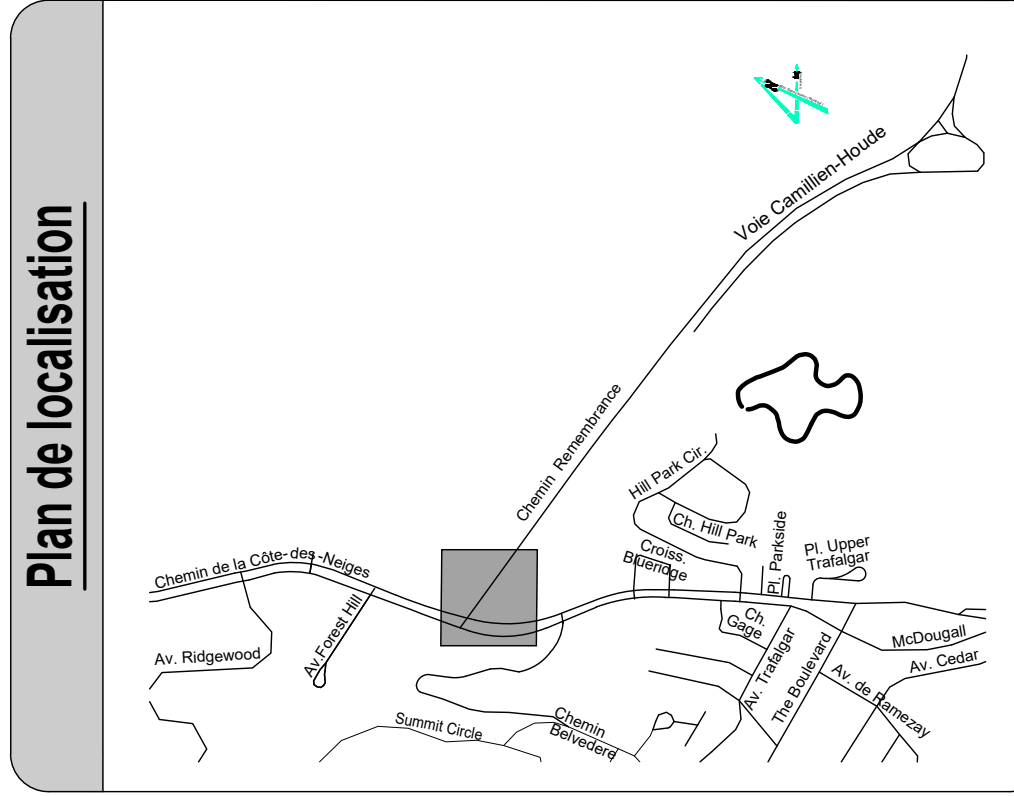 Plan de localisation
Voie Camillien-Houde
Chemin Remembrance
Hill Park Cir.
Ch. Hill Park
Croiss.
Blueridge
Pl. Parkside
Pl. Upper
Trafalgar
Chemin de la Côte-des-Neiges
Av.Forest Hill
Av. Ridgewood
Ch.
Gage
Av. Trafalgar
The Boulevard
McDougall
Av. Cedar
Av. de Ramezay
Summit Circle
Chemin
Belvedere